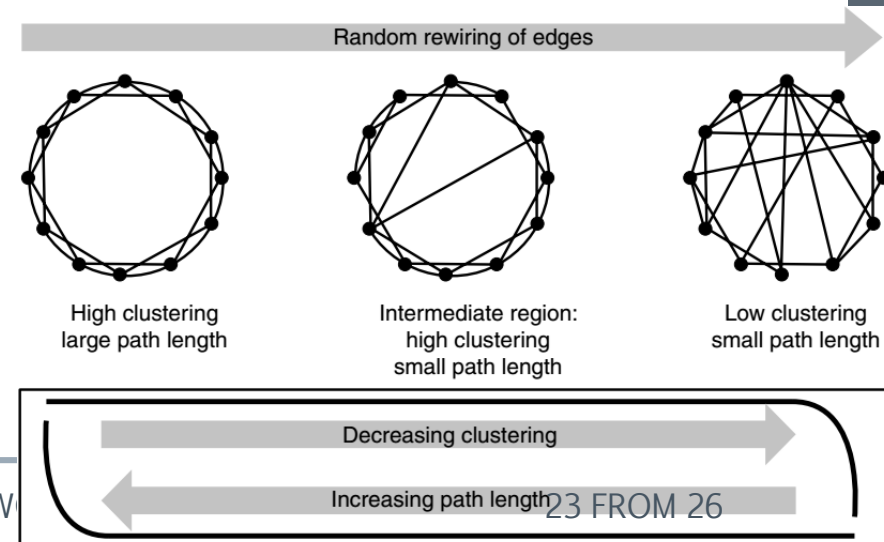 Random rewiring of edges
High clustering
large path length
Intermediate region:
high clustering
small path length
Low clustering
small path length
Decreasing clustering
Increasing path length
23 FROM 26